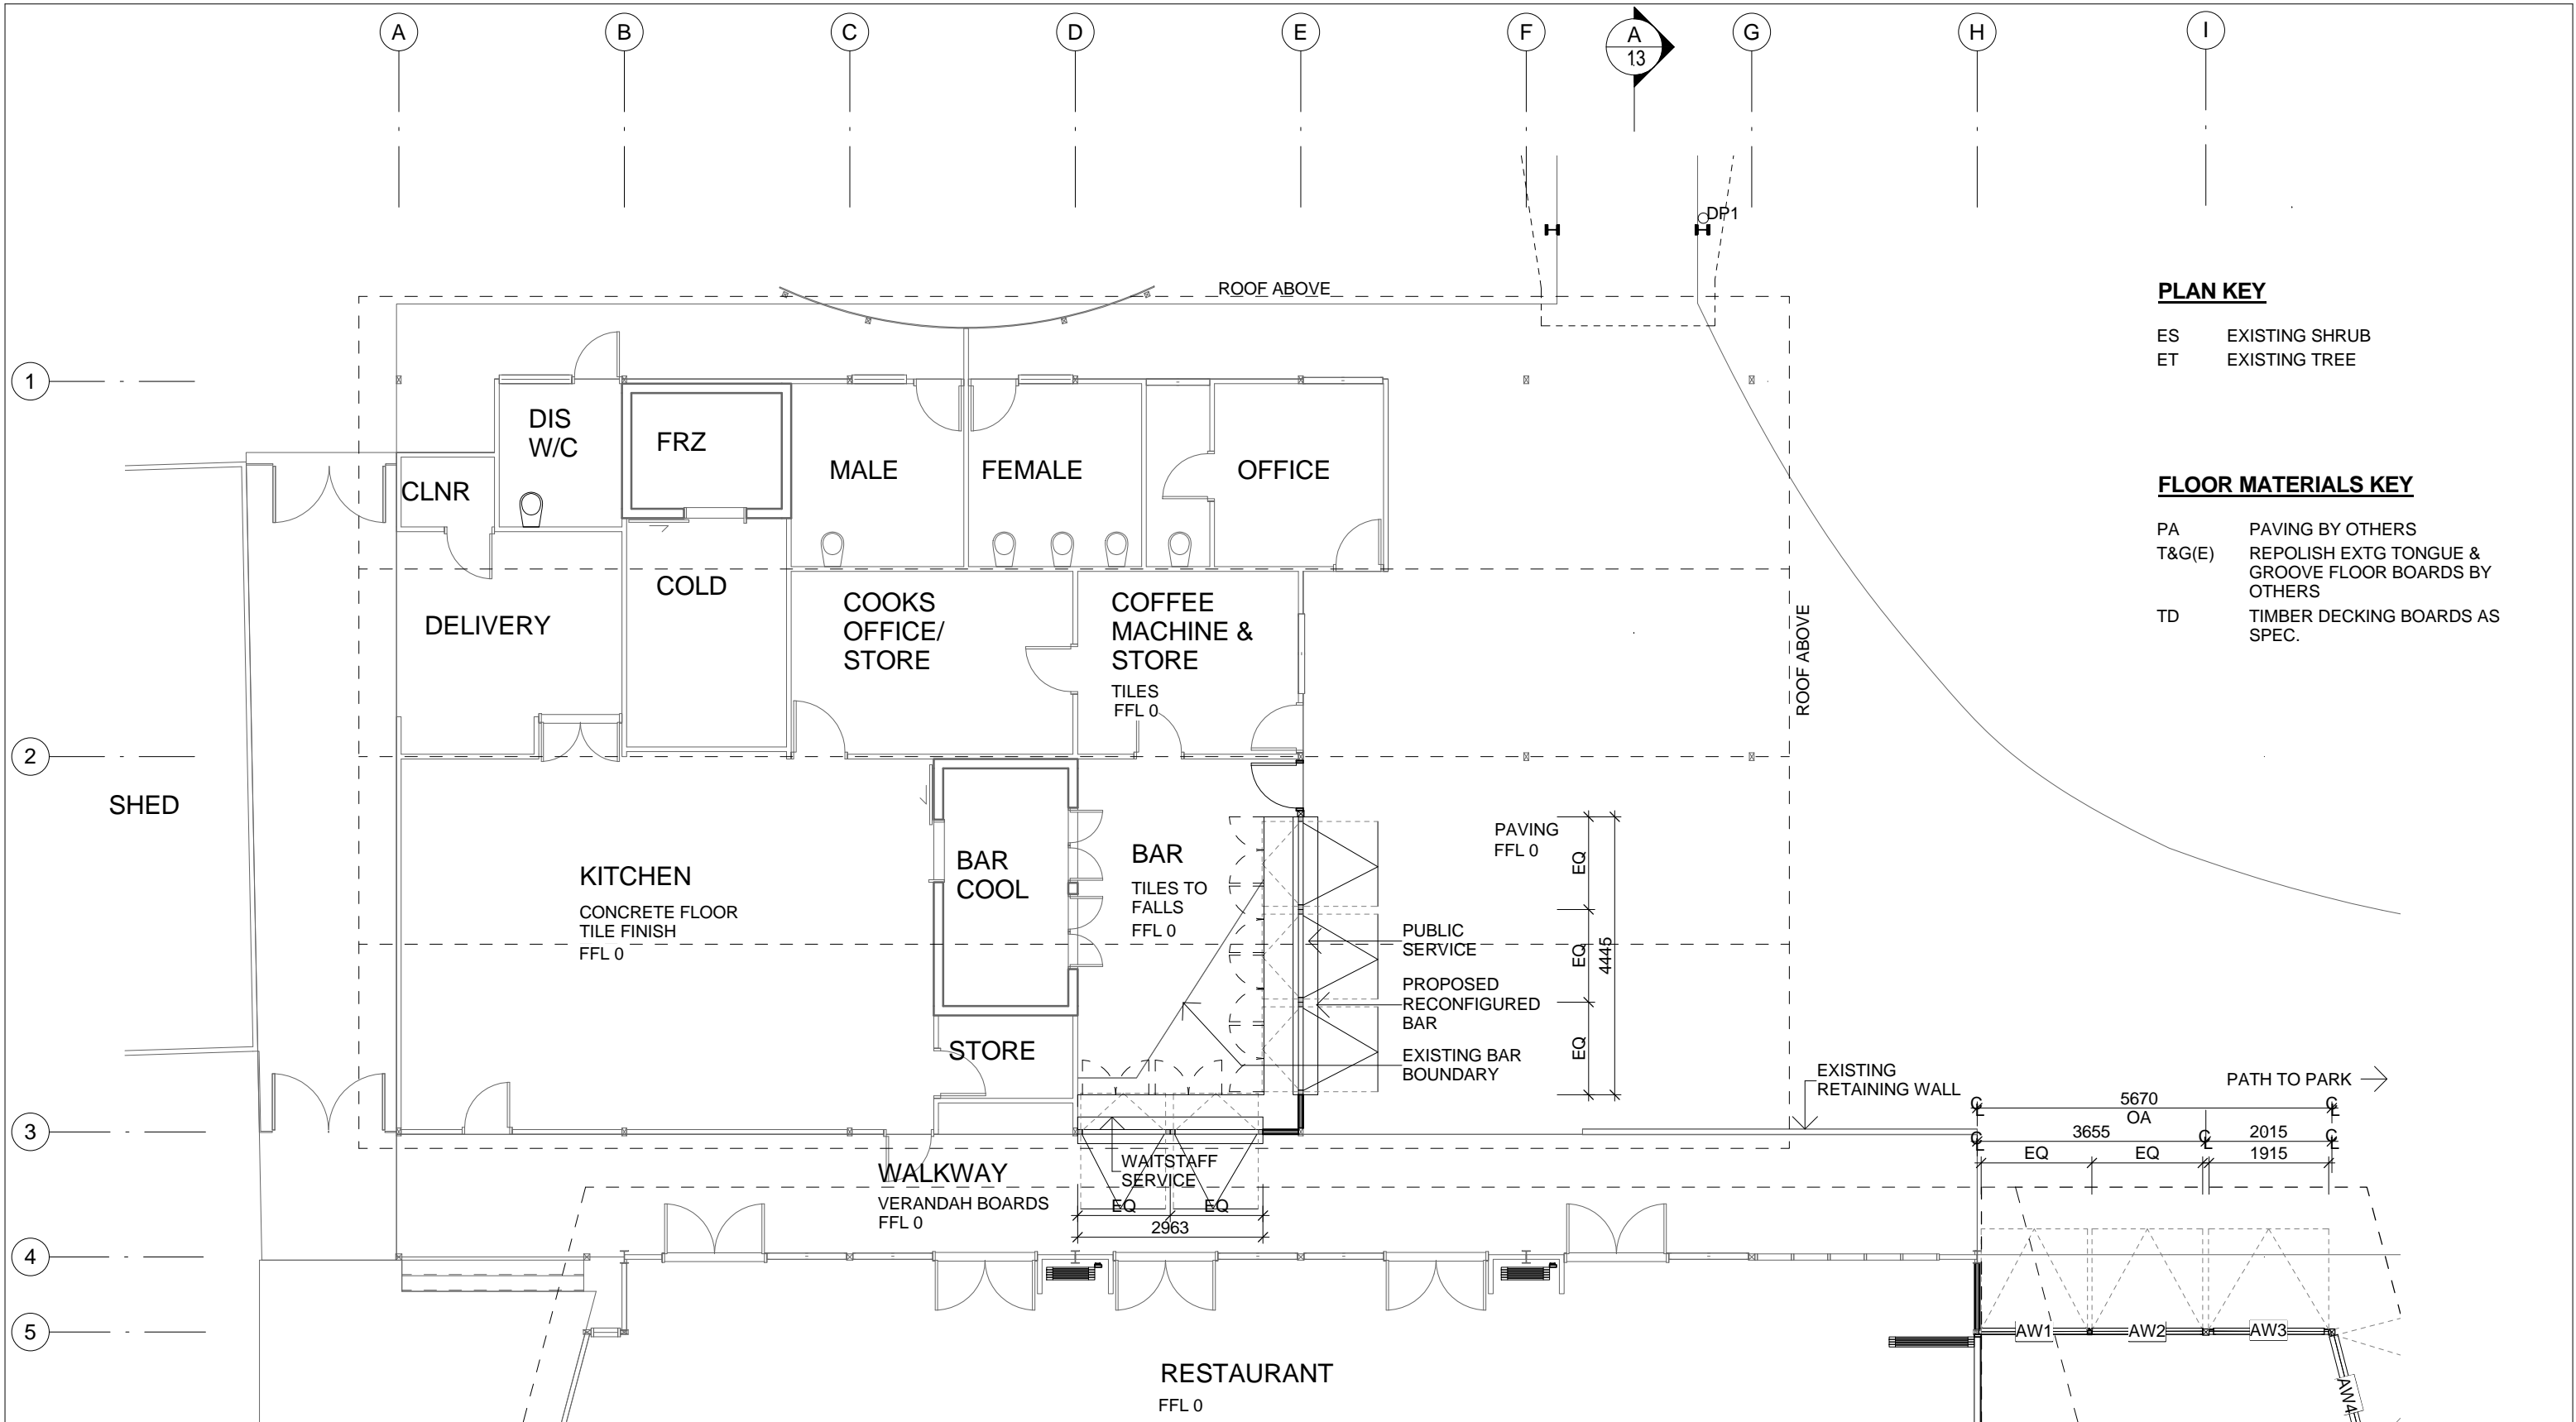 A
B
C
D
E
F
A
13
G
H
I
DP1
ROOF ABOVE
PLAN KEY
ES EXISTING SHRUB
ET EXISTING TREE
1
DIS
W/C
FRZ
MALE
FEMALE
OFFICE
CLNR
FLOOR MATERIALS KEY
PA PAVING BY OTHERS
T&G(E) REPOLISH EXTG TONGUE &
GROOVE FLOOR BOARDS BY
OTHERS
TD TIMBER DECKING BOARDS AS
SPEC.
DELIVERY
COLD
COOKS
OFFICE/
STORE
COFFEE
MACHINE &
STORE
TILES
FFL 0
ROOF ABOVE
2
SHED
KITCHEN
CONCRETE FLOOR
TILE FINISH
FFL 0
BAR
COOL
BAR
TILES TO
FALLS
FFL 0
PAVING
FFL 0
EQ
EQ
EQ
4445
PUBLIC
SERVICE
PROPOSED
RECONFIGURED
BAR
EXISTING BAR
BOUNDARY
STORE
EXISTING
RETAINING WALL
PATH TO PARK
CL
5670
CL
OA
3
CL
3655
CL
2015
CL
EQ
EQ
1915
WALKWAY
VERANDAH BOARDS
FFL 0
WAITSTAFF
SERVICE
EQ
EQ
2963
4
5
AW1
AW2
AW3
AW4
RESTAURANT
FFL 0